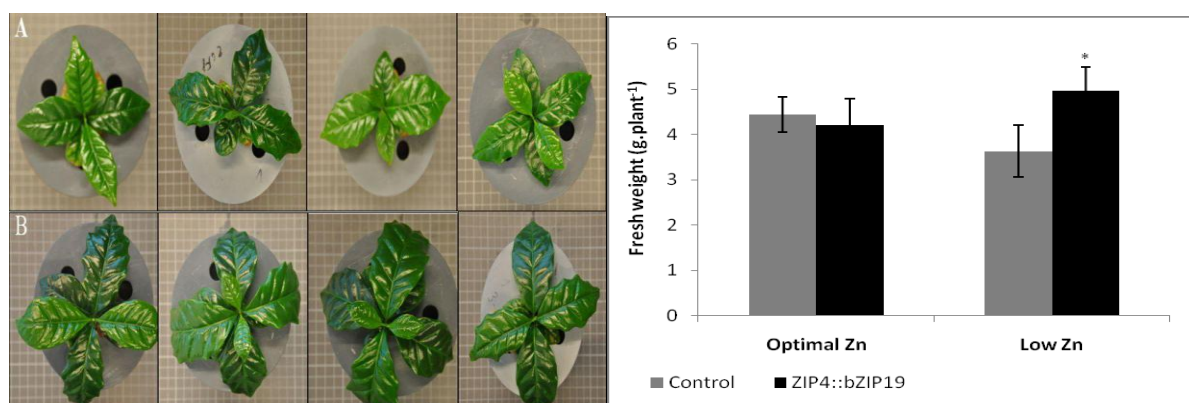 A
B
6
5
4
3
2
1
0
Fresh weight (g.plant-1)
*
Optimal Zn
Low Zn
Control
ZIP4::bZIP19